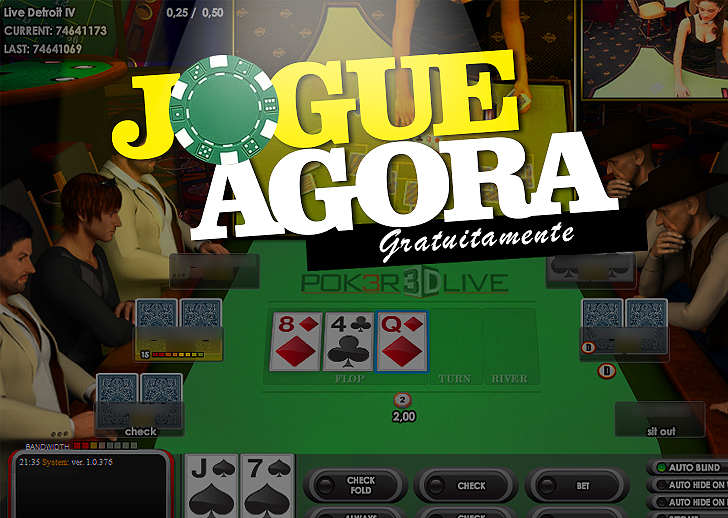 Live Detroit IV
0,25 / 0,50
CURRENT: 74641173
LAST: 74641069
JOGUE
AGORA
Gratuitamente
POK3R3DLIVE
8 4 Q
FLOP TURN RIVER
15
D
D
2
2,00
check
sit out
BANDWIDTH
21:35 System: ver. 1.0.376
J 7
CHECK
FOLD
CHECK
BET
ALWAYS
AUTO BLIND
AUTO HIDE ON
AUTO HIDE ON